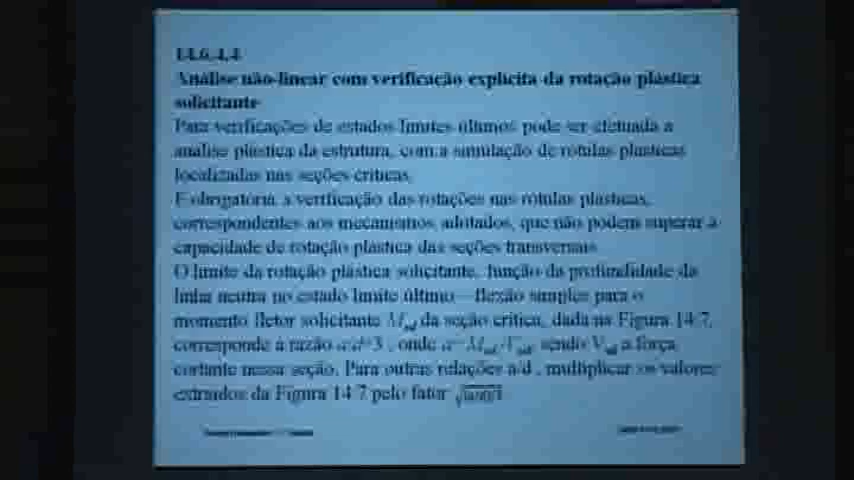 14.6.4.4
Análise não-linear com verificação explícita da rotação plástica
solicitante
Para verificações de estados limites últimos pode ser efetuada a
análise plástica da estrutura, com a simulação de rótulas plásticas
localizadas nas seções críticas.
É obrigatória a verificação das rotações nas rótulas plásticas,
correspondentes aos mecanismos adotados, que não podem superar a
capacidade de rotação plástica das seções transversais.
O limite da rotação plástica solicitante, função da profundidade da
linha neutra no estado limite último - flexão simples para o
momento fletor solicitante Msd da seção crítica, dada na Figura 14.7,
corresponde à razão a/d=3 , onde a= Msd/Vsd, sendo Vsd a força
cortante nessa seção. Para outras relações a/d , multiplicar os valores
extraídos da Figura 14.7 pelo fator √(a/d)/3